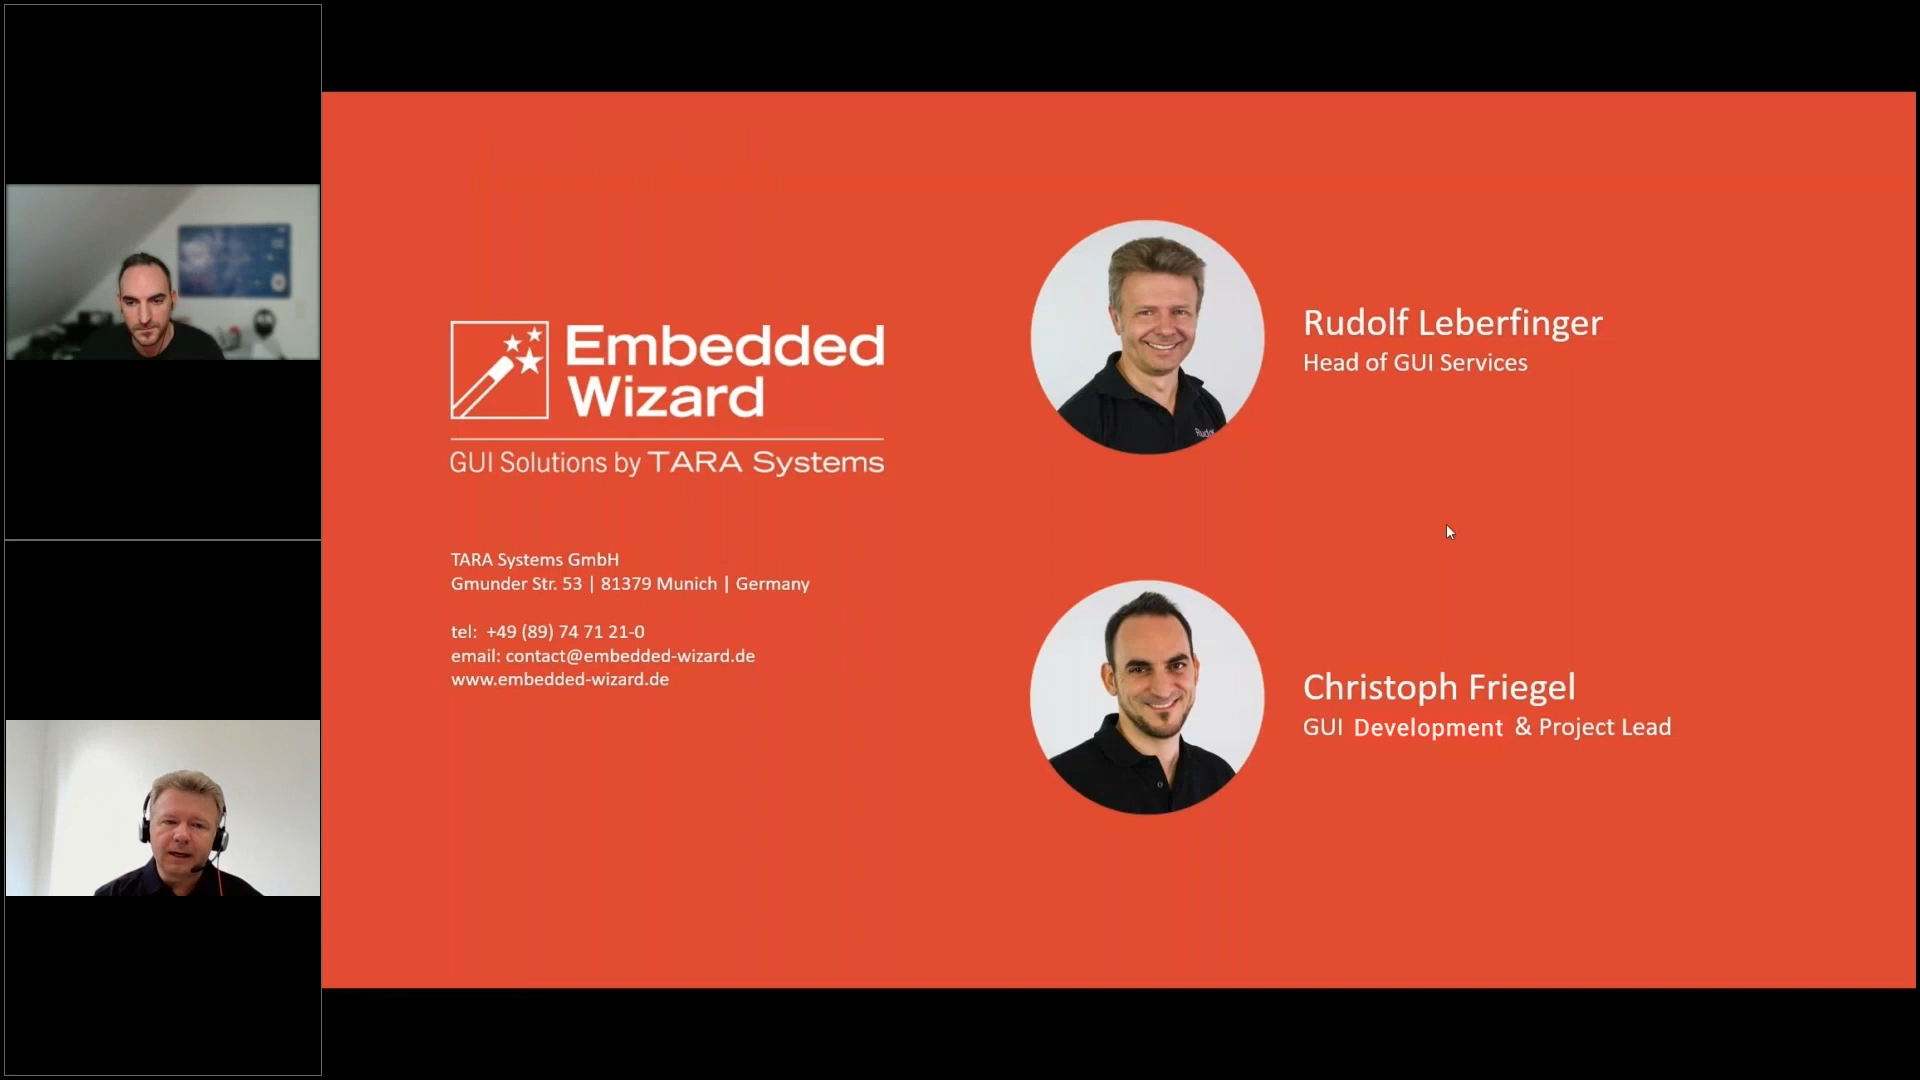 Embedded
Wizard
GUI Solutions by TARA Systems
TARA Systems GmbH
Gmunder Str. 53 | 81379 Munich | Germany
tel: +49 (89) 74 71 21-0
email: contact@embedded-wizard.de
www.embedded-wizard.de
Rudolf Leberfinger
Head of GUI Services
Christoph Friegel
GUI Development & Project Lead